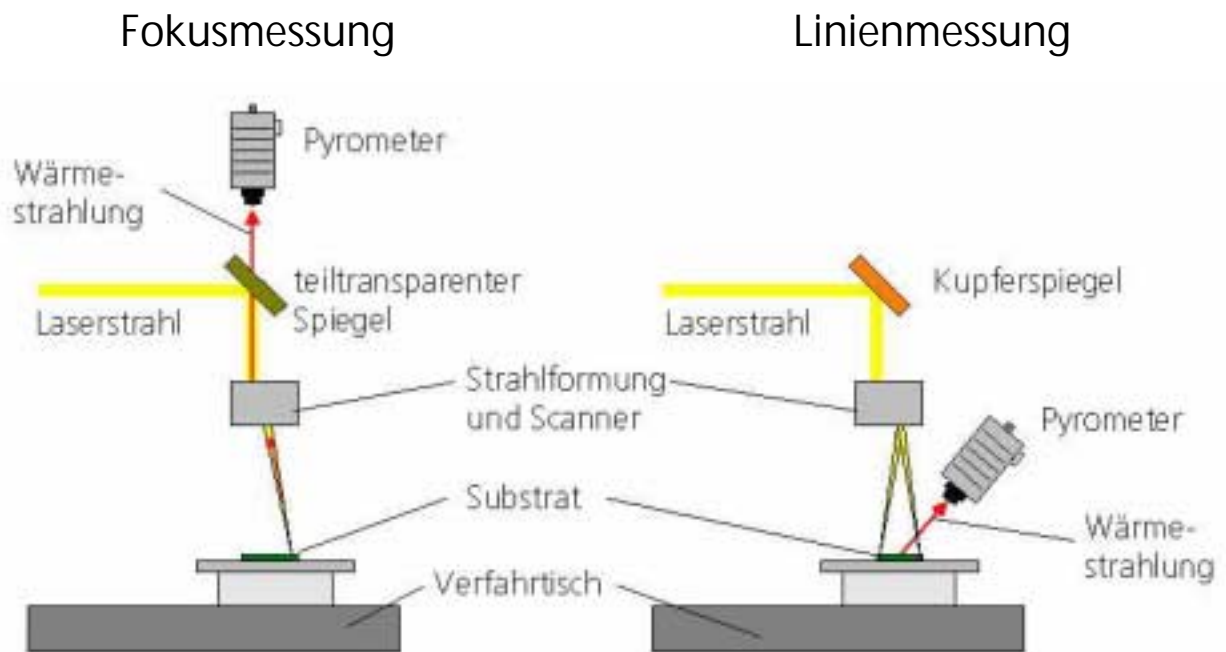 Fokusmessung
Linienmessung
Pyrometer
Wärme-
strahlung
teiltransparenter
Spiegel
Laserstrahl
Kupferspiegel
Laserstrahl
Strahlformung
und Scanner
Pyrometer
Substrat
Wärme-
strahlung
Verfahrtisch